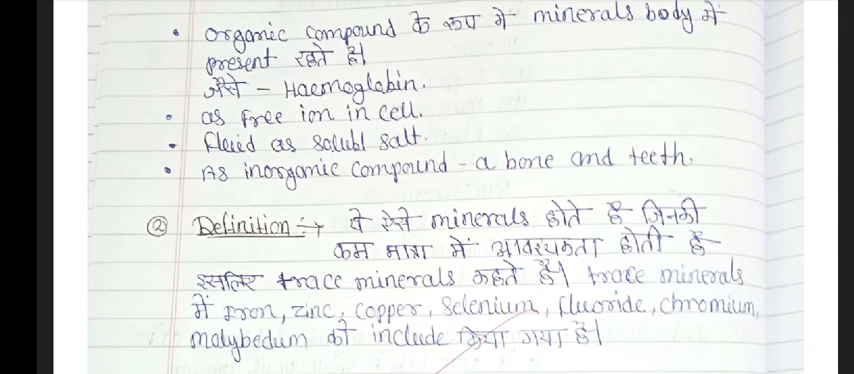 • organic compound के रूप में minerals body में
present रहते हैं।
जैसे - Haemoglobin.
• as free ion in cell.
• fluid as solubl salt.
• As inorganic compound - a bone and teeth.
② Definition :→ ये ऐसे minerals होते हैं जिनकी
कम मात्रा में आवश्यकता होती है
इसलिए trace minerals कहते हैं। trace minerals
में Iron, zinc, copper, selenium, fluoride, chromium,
molybedum को include किया गया है।